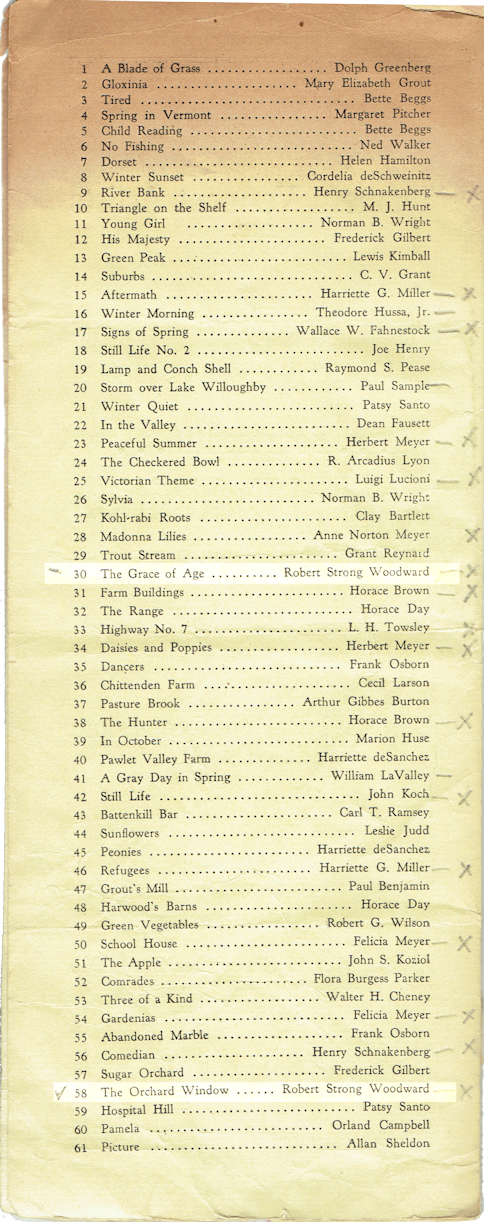 1 A Blade of Grass .................. Dolph Greenberg
2 Gloxinia .......................... Mary Elizabeth Grout
3 Tired ................................. Bette Beggs
4 Spring in Vermont .................. Margaret Pitcher
5 Child Reading .......................... Bette Beggs
6 No Fishing ............................. Ned Walker
7 Dorset .............................. Helen Hamilton
8 Winter Sunset .................. Cordelia deSchweinitz
9 River Bank .................... Henry Schnakenberg
10 Triangle on the Shelf .................. M. J. Hunt
11 Young Girl .................. Norman B. Wright
12 His Majesty ...................... Frederick Gilbert
13 Green Peak ........................ Lewis Kimball
14 Suburbs ................................ C. V. Grant
15 Aftermath ...................... Harriette G. Miller
16 Winter Morning ................. Theodore Hussa, Jr.
17 Signs of Spring ................ Wallace W. Fahnestock
18 Still Life No. 2 ......................... Joe Henry
19 Lamp and Conch Shell .............. Raymond S. Pease
20 Storm over Lake Willoughby ............ Paul Sample
21 Winter Quiet .......................... Patsy Santo
22 In the Valley ......................... Dean Fausett
23 Peaceful Summer ...................... Herbert Meyer
24 The Checkered Bowl .............. R. Arcadius Lyon
25 Victorian Theme ...................... Luigi Lucioni
26 Sylvia .......................... Norman B. Wright
27 Kohl-rabi Roots ....................... Clay Bartlett
28 Madonna Lilies .................. Anne Norton Meyer
29 Trout Stream ........................ Grant Reynard
30 The Grace of Age .......... Robert Strong Woodward
31 Farm Buildings ....................... Horace Brown
32 The Range ............................. Horace Day
33 Highway No. 7 ...................... L. H. Towsley
34 Daisies and Poppies .................. Herbert Meyer
35 Dancers ............................. Frank Osborn
36 Chittenden Farm ...................... Cecil Larson
37 Pasture Brook .................. Arthur Gibbes Burton
38 The Hunter ........................... Horace Brown
39 In October ........................... Marion Huse
40 Pawlet Valley Farm ............... Harriette deSanchez
41 A Gray Day in Spring .............. William LaValley
42 Still Life .............................. John Koch
43 Battenkill Bar ...................... Carl T. Ramsey
44 Sunflowers ............................ Leslie Judd
45 Peonies ........................ Harriette deSanchez
46 Refugees ........................ Harriette G. Miller
47 Grout's Mill ......................... Paul Benjamin
48 Harwood's Barns ....................... Horace Day
49 Green Vegetables .................. Robert G. Wilson
50 School House ........................ Felicia Meyer
51 The Apple .......................... John S. Koziol
52 Comrades ...................... Flora Burgess Parker
53 Three of a Kind .................. Walter H. Cheney
54 Gardenias ........................... Felicia Meyer
55 Abandoned Marble ..................... Frank Osborn
56 Comedian ...................... Henry Schnakenberg
57 Sugar Orchard ..................... Frederick Gilbert
58 The Orchard Window ...... Robert Strong Woodward
59 Hospital Hill ......................... Patsy Santo
60 Pamela ........................... Orland Campbell
61 Picture ............................ Allan Sheldon